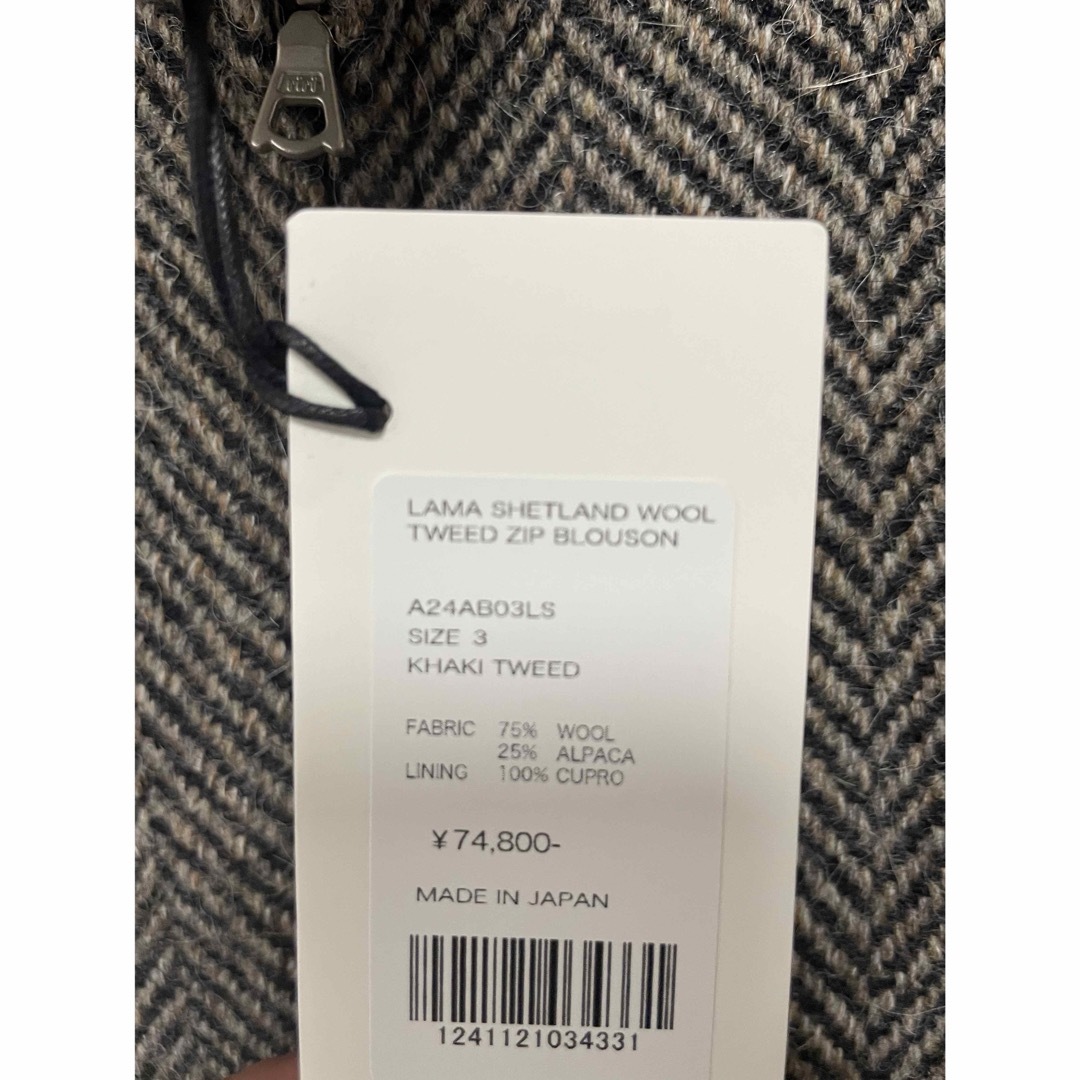 LAMA SHETLAND WOOL
TWEED ZIP BLOUSON
A24AB03LS
SIZE 3
KHAKI TWEED
FABRIC 75% WOOL
25% ALPACA
LINING 100% CUPRO
¥74,800-
MADE IN JAPAN
1241121034331